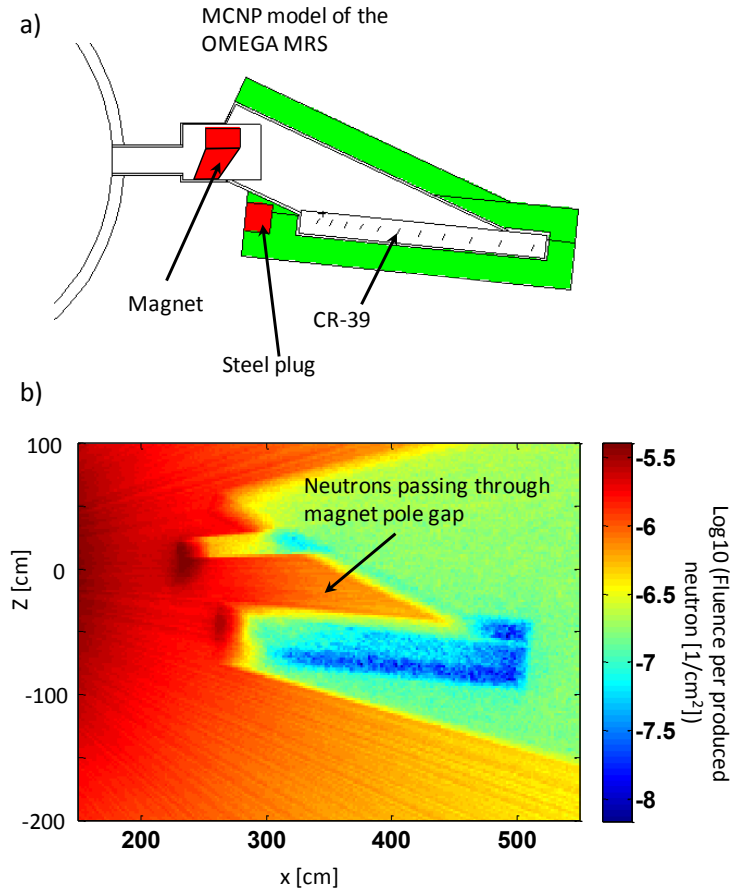 a)
MCNP model of the
OMEGA MRS
Magnet
CR-39
Steel plug
b)
Neutrons passing through
magnet pole gap
100
0
-100
-200
Z [cm]
200
300
400
500
x [cm]
-5.5
-6
-6.5
-7
-7.5
-8
Log10 (Fluence per produced
neutron [1/cm²])